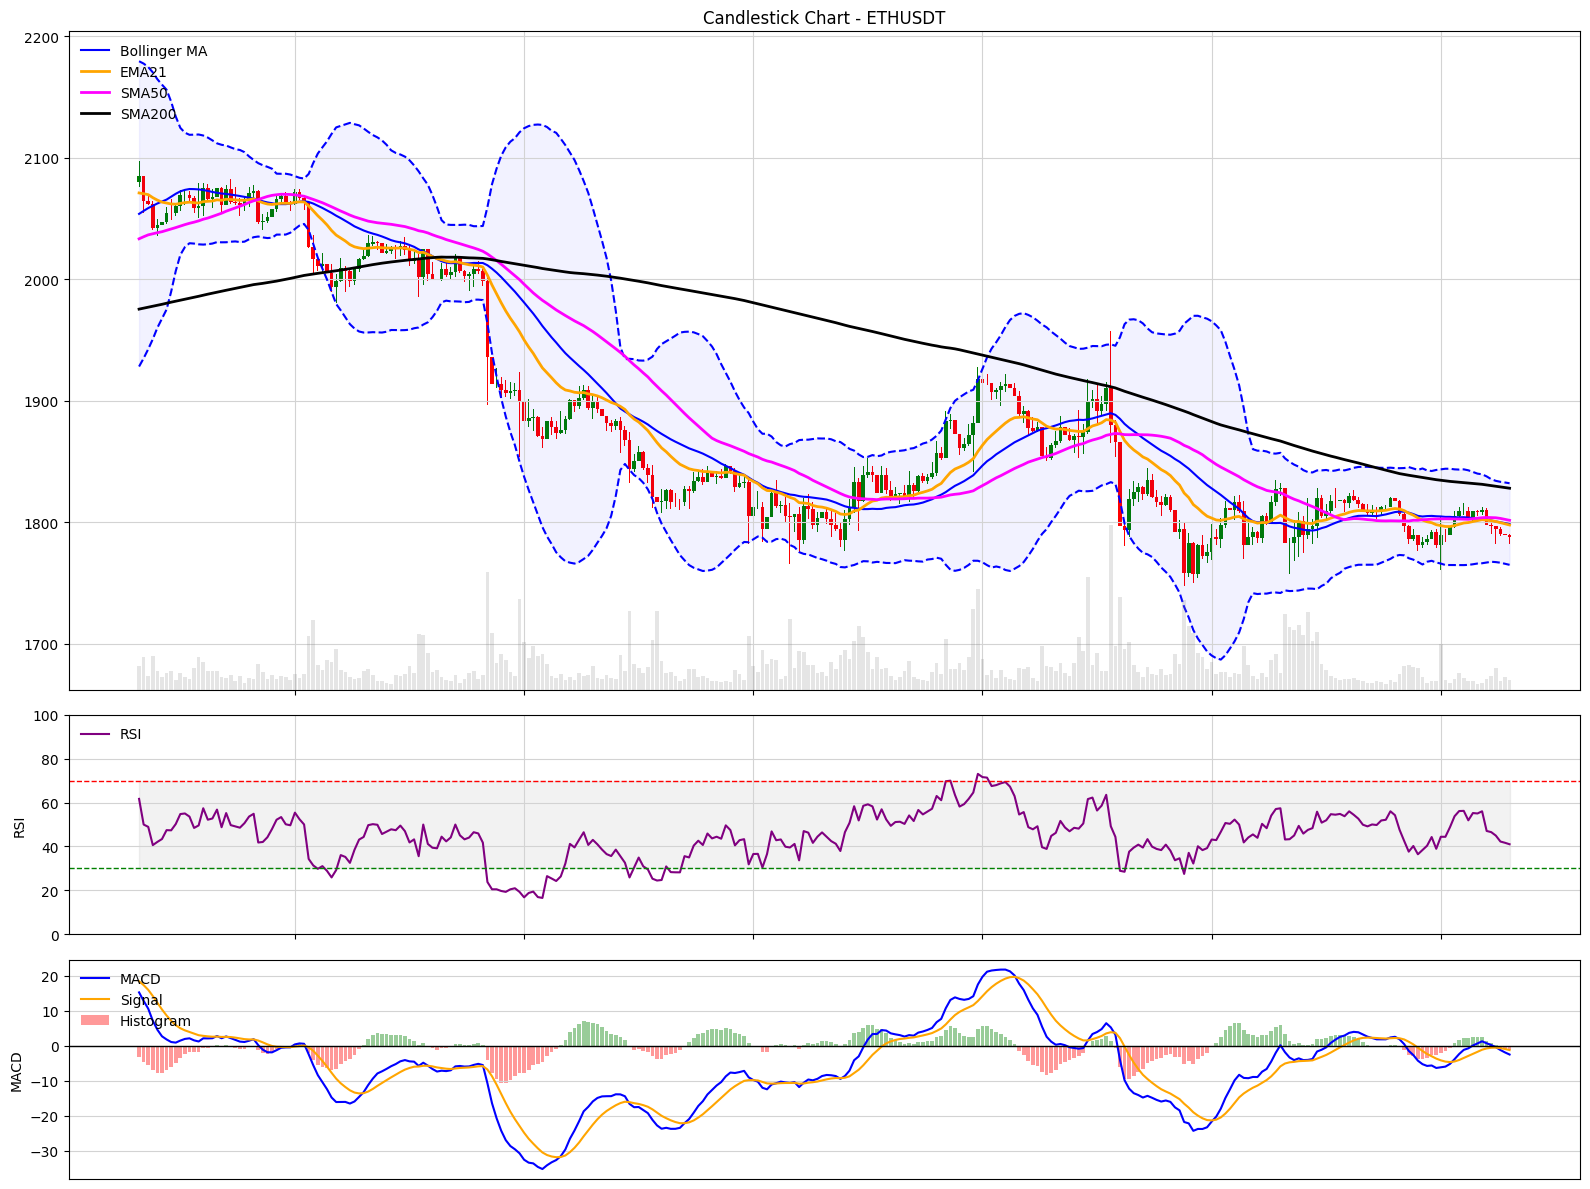 Candlestick Chart - ETHUSDT
2200
2100
2000
1900
1800
1700
Bollinger MA
EMA21
SMA50
SMA200
100
80
60
40
20
0
RSI
RSI
20
10
0
−10
−20
−30
MACD
MACD
Signal
Histogram